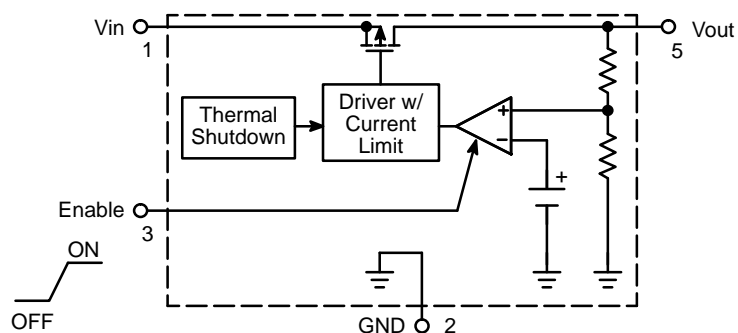 Vin
1
Vout
5
Thermal
Shutdown
Driver w/
Current
Limit
+
−
+
Enable
3
ON
OFF
GND
2